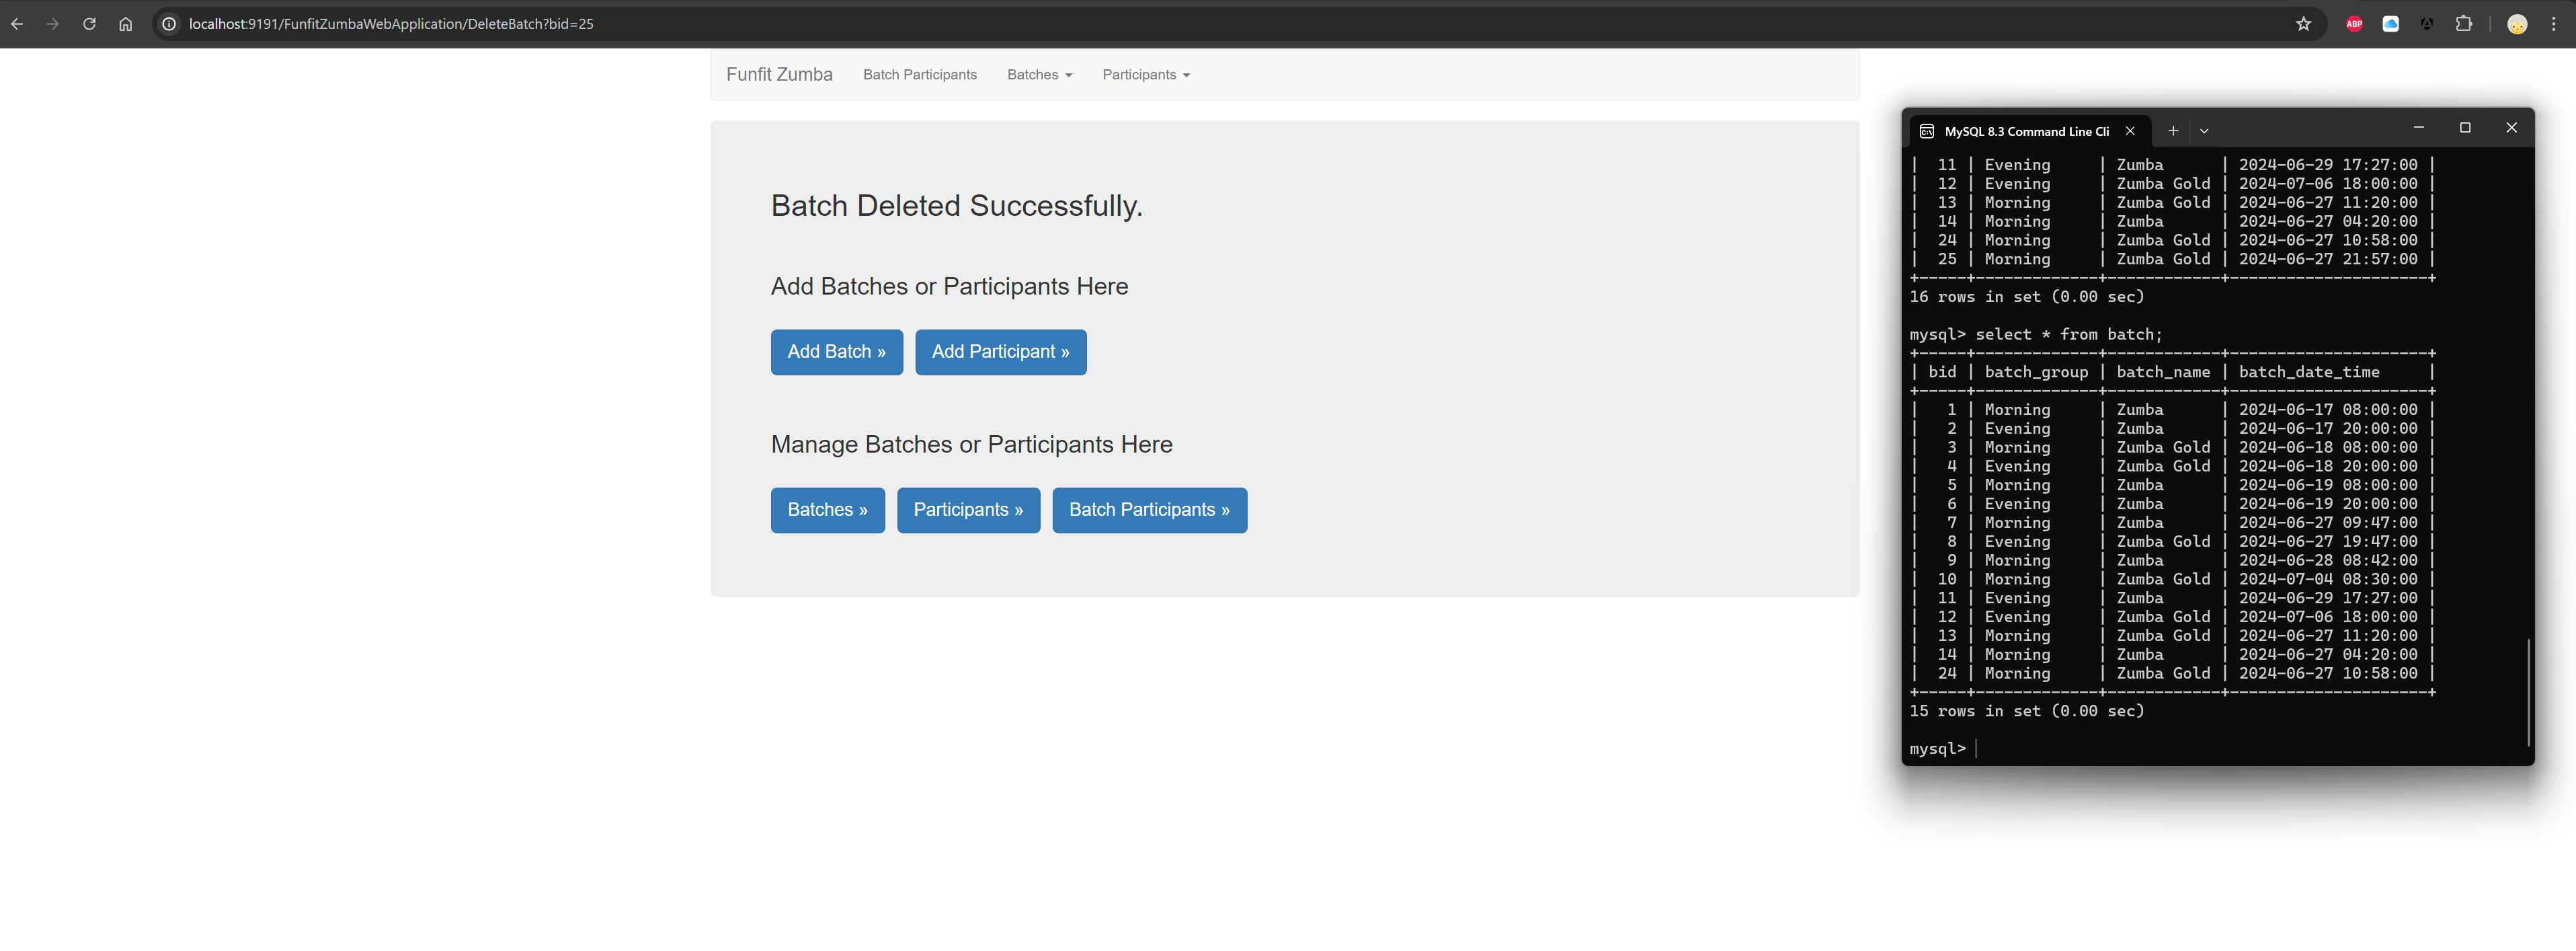 localhost:9191/FunfitZumbaWebApplication/DeleteBatch?bid=25
ABP
Funfit Zumba Batch Participants Batches Participants
Batch Deleted Successfully.
Add Batches or Participants Here
Add Batch » Add Participant »
Manage Batches or Participants Here
Batches » Participants » Batch Participants »
MySQL 8.3 Command Line Cli
| 11 | Evening | Zumba | 2024-06-29 17:27:00 |
| 12 | Evening | Zumba Gold | 2024-07-06 18:00:00 |
| 13 | Morning | Zumba Gold | 2024-06-27 11:20:00 |
| 14 | Morning | Zumba | 2024-06-27 04:20:00 |
| 24 | Morning | Zumba Gold | 2024-06-27 10:58:00 |
| 25 | Morning | Zumba Gold | 2024-06-27 21:57:00 |
+-----+-------------+------------+---------------------+
16 rows in set (0.00 sec)
mysql> select * from batch;
+-----+-------------+------------+---------------------+
| bid | batch_group | batch_name | batch_date_time |
+-----+-------------+------------+---------------------+
| 1 | Morning | Zumba | 2024-06-17 08:00:00 |
| 2 | Evening | Zumba | 2024-06-17 20:00:00 |
| 3 | Morning | Zumba Gold | 2024-06-18 08:00:00 |
| 4 | Evening | Zumba Gold | 2024-06-18 20:00:00 |
| 5 | Morning | Zumba | 2024-06-19 08:00:00 |
| 6 | Evening | Zumba | 2024-06-19 20:00:00 |
| 7 | Morning | Zumba | 2024-06-27 09:47:00 |
| 8 | Evening | Zumba Gold | 2024-06-27 19:47:00 |
| 9 | Morning | Zumba | 2024-06-28 08:42:00 |
| 10 | Morning | Zumba Gold | 2024-07-04 08:30:00 |
| 11 | Evening | Zumba | 2024-06-29 17:27:00 |
| 12 | Evening | Zumba Gold | 2024-07-06 18:00:00 |
| 13 | Morning | Zumba Gold | 2024-06-27 11:20:00 |
| 14 | Morning | Zumba | 2024-06-27 04:20:00 |
| 24 | Morning | Zumba Gold | 2024-06-27 10:58:00 |
+-----+-------------+------------+---------------------+
15 rows in set (0.00 sec)
mysql>